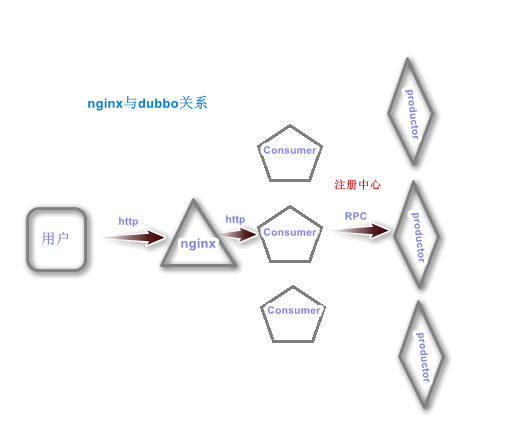 nginx与dubbo关系
用户
http
nginx
http
Consumer
Consumer
Consumer
注册中心
RPC
productor
productor
productor